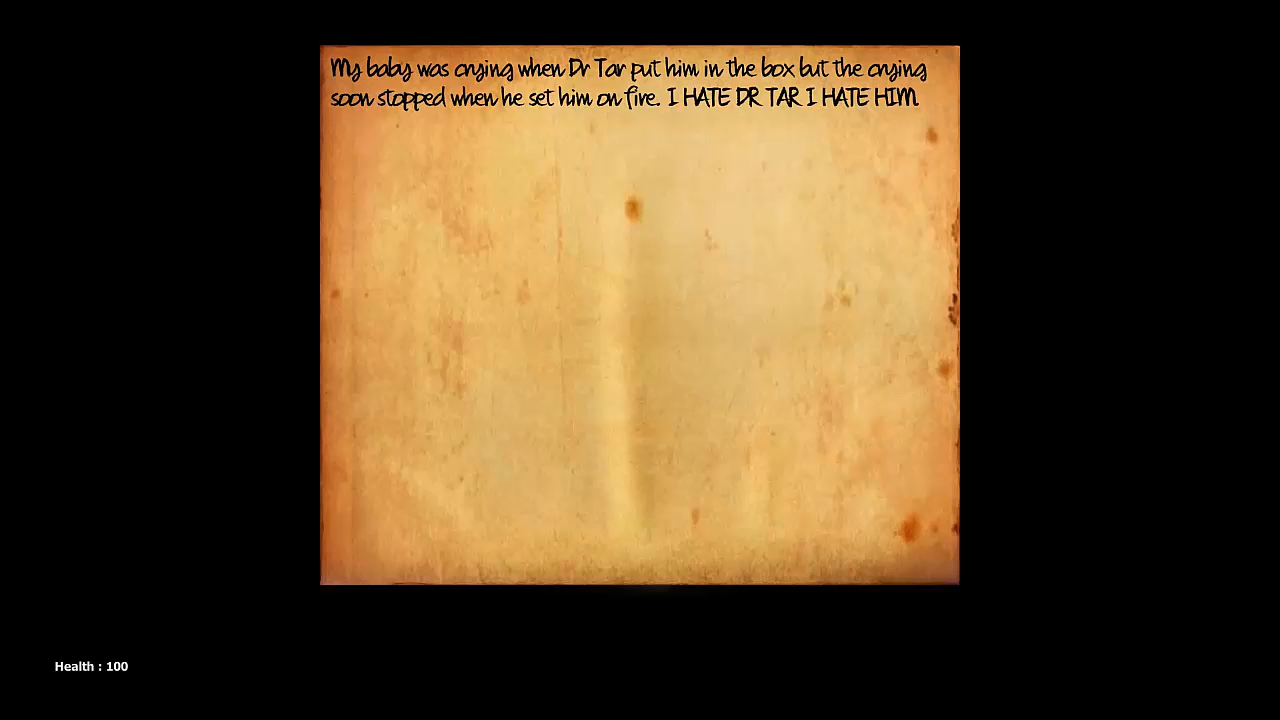 My baby was crying when Dr Tar put him in the box but the crying
soon stopped when he set him on fire. I HATE DR TAR I HATE HIM
Health : 100